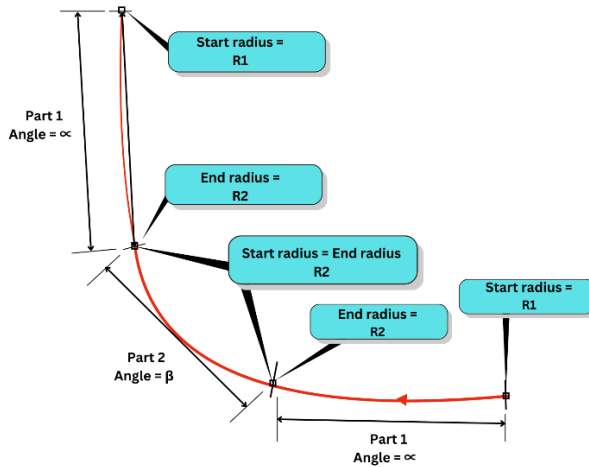 Start radius =
R1
Part 1
Angle = ∝
End radius =
R2
Start radius = End radius
R2
Start radius =
R1
End radius =
R2
Part 2
Angle = β
Part 1
Angle = ∝